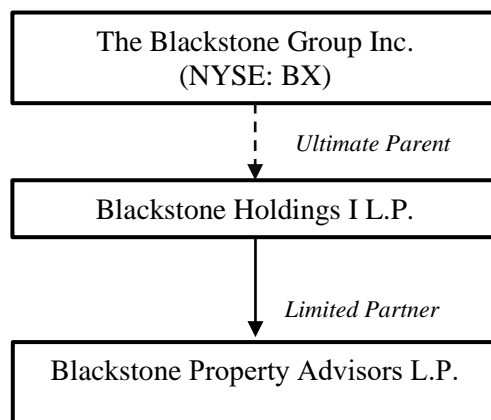 The Blackstone Group Inc.
(NYSE: BX)
Ultimate Parent
Blackstone Holdings I L.P.
Limited Partner
Blackstone Property Advisors L.P.